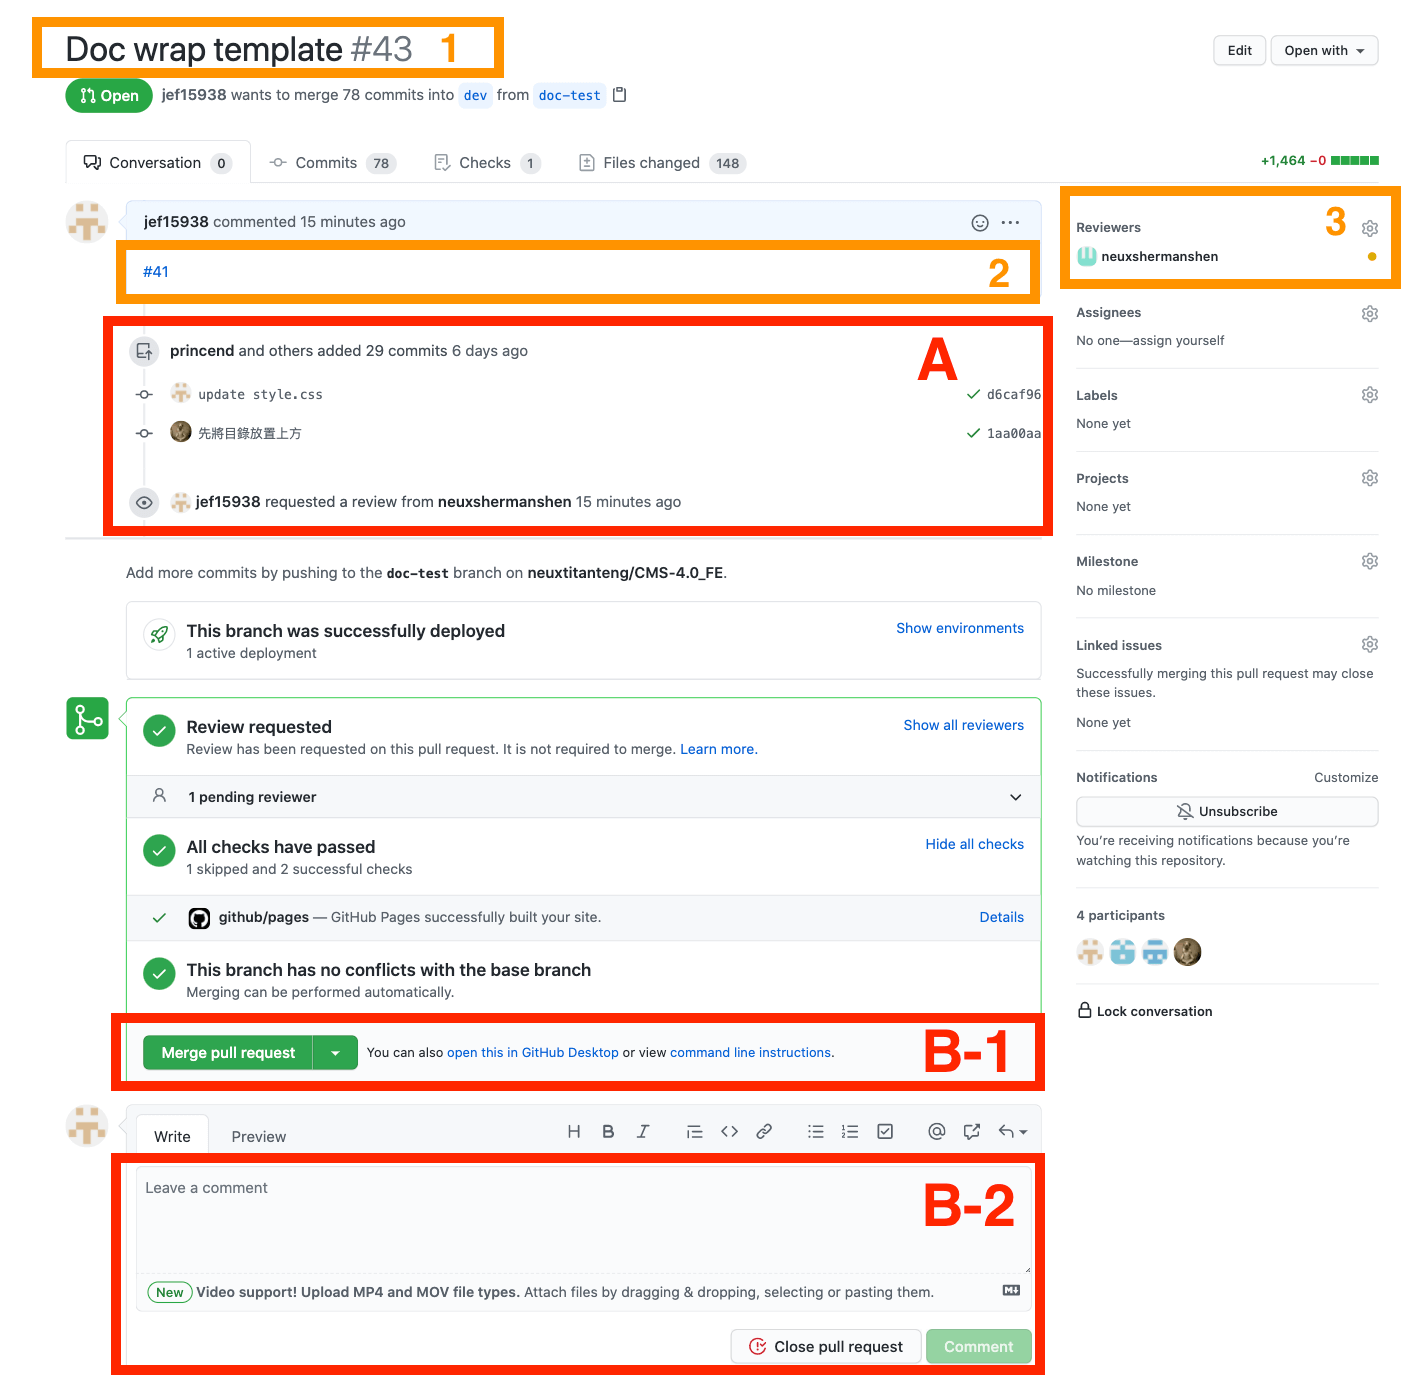 Doc wrap template #43 1
Edit
Open with
Open
jef15938 wants to merge 78 commits into dev from doc-test
Conversation 0
Commits 78
Checks 1
Files changed 148
+1,464 −0
jef15938 commented 15 minutes ago
#41
2
princend and others added 29 commits 6 days ago
A
update style.css
d6caf96
先將目錄放置上方
1aa00aa
jef15938 requested a review from neuxshermanshen 15 minutes ago
Add more commits by pushing to the doc-test branch on neuxtitanteng/CMS-4.0_FE.
This branch was successfully deployed
Show environments
1 active deployment
Review requested
Show all reviewers
Review has been requested on this pull request. It is not required to merge. Learn more.
1 pending reviewer
All checks have passed
Hide all checks
1 skipped and 2 successful checks
github/pages — GitHub Pages successfully built your site.
Details
This branch has no conflicts with the base branch
Merging can be performed automatically.
Merge pull request
You can also open this in GitHub Desktop or view command line instructions.
B-1
Write
Preview
Leave a comment
B-2
New Video support! Upload MP4 and MOV file types. Attach files by dragging & dropping, selecting or pasting them.
Close pull request
Comment
Reviewers
3
neuxshermanshen
Assignees
No one—assign yourself
Labels
None yet
Projects
None yet
Milestone
No milestone
Linked issues
Successfully merging this pull request may close
these issues.
None yet
Notifications
Customize
Unsubscribe
You're receiving notifications because you're
watching this repository.
4 participants
Lock conversation